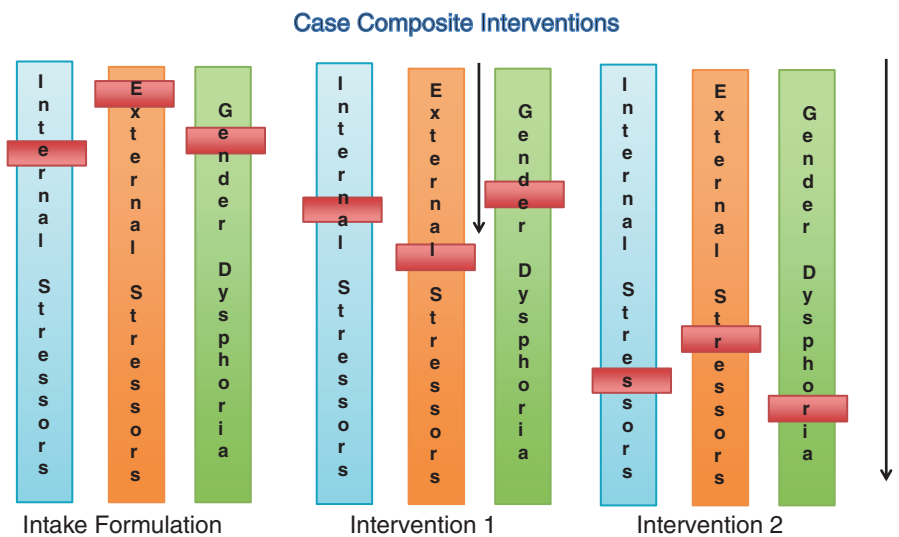 Case Composite Interventions
Internal Stressors
External Stressors
Gender Dysphoria
Internal Stressors
External Stressors
Gender Dysphoria
Internal Stressors
External Stressors
Gender Dysphoria
Intake Formulation
Intervention 1
Intervention 2